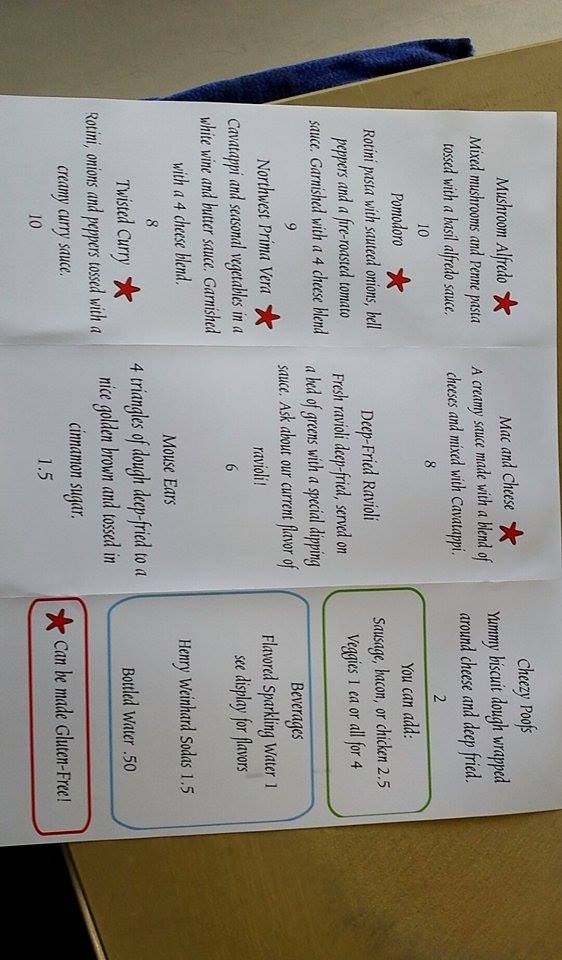 Mushroom Alfredo
Mixed mushrooms and Penne pasta
tossed with a basil alfredo sauce.
10
Pomodoro
Rotini pasta with sauteed onions, bell
peppers and a fire-roasted tomato
sauce. Garnished with a 4 cheese blend
9
Northwest Prima Vera
Cavatappi and seasonal vegetables in a
white wine and butter sauce. Garnished
with a 4 cheese blend.
8
Twisted Curry
Rotini, onions and peppers tossed with a
creamy curry sauce.
10
Mac and Cheese
A creamy sauce made with a blend of
cheeses and mixed with Cavatappi.
8
Deep-Fried Ravioli
Fresh ravioli deep-fried, served on
a bed of greens with a special dipping
sauce. Ask about our current flavor of
ravioli!
6
Mouse Ears
4 triangles of dough deep-fried to a
nice golden brown and tossed in
cinnamon sugar.
1.5
Cheezy Poofs
Yummy biscuit dough wrapped
around cheese and deep fried.
2
You can add:
Sausage, bacon, or chicken 2.5
Veggies 1 ea or all for 4
Beverages
Flavored Sparkling Water 1
see display for flavors
Henry Weinhard Sodas 1.5
Bottled Water .50
Can be made Gluten-Free!